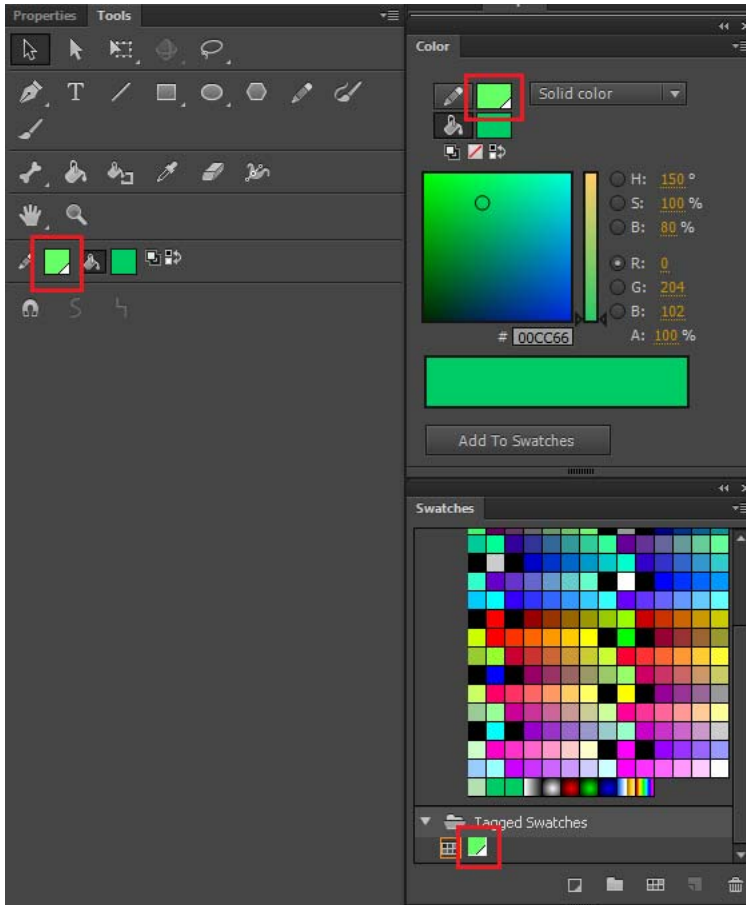 Properties Tools
T
Color
Solid color
H: 150 °
S: 100 %
B: 80 %
R: 0
G: 204
B: 102
# 00CC66 A: 100 %
Add To Swatches
Swatches
Tagged Swatches